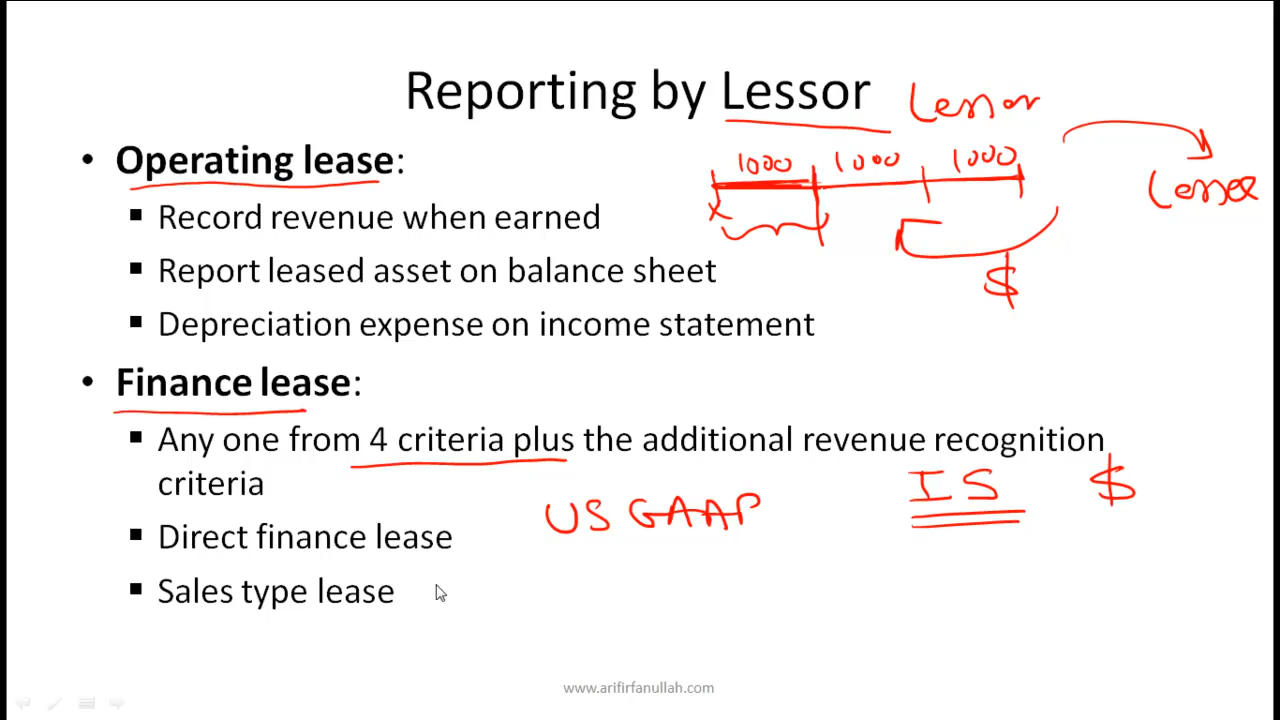 Reporting by Lessor
Lessor
• Operating lease:
1000 1000 1000
Lessee
▪ Record revenue when earned
▪ Report leased asset on balance sheet
$
▪ Depreciation expense on income statement
• Finance lease:
▪ Any one from 4 criteria plus the additional revenue recognition
criteria
IS $
US GAAP
▪ Direct finance lease
▪ Sales type lease
www.arifirfanullah.com